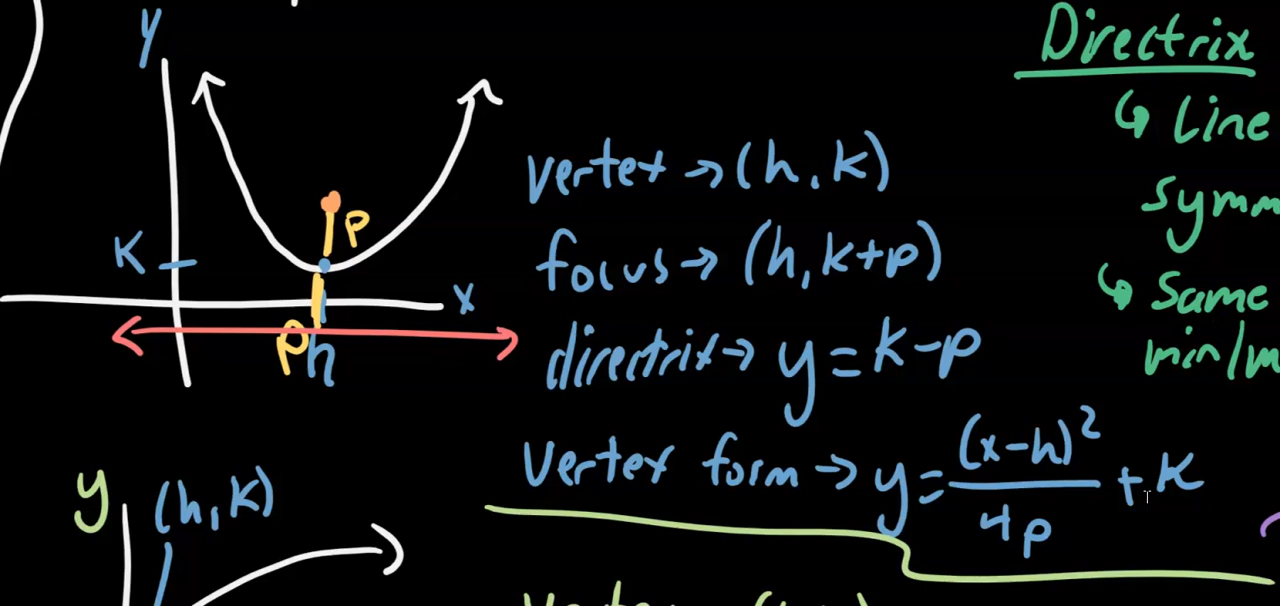 y
K
p
x
p
h
vertex → (h, k)
focus → (h, k+p)
directrix → y = k-p
Vertex form → y = (x-h)² / 4p + k
Directrix
↳ Line
symm
↳ Same
min/m
y
(h, k)